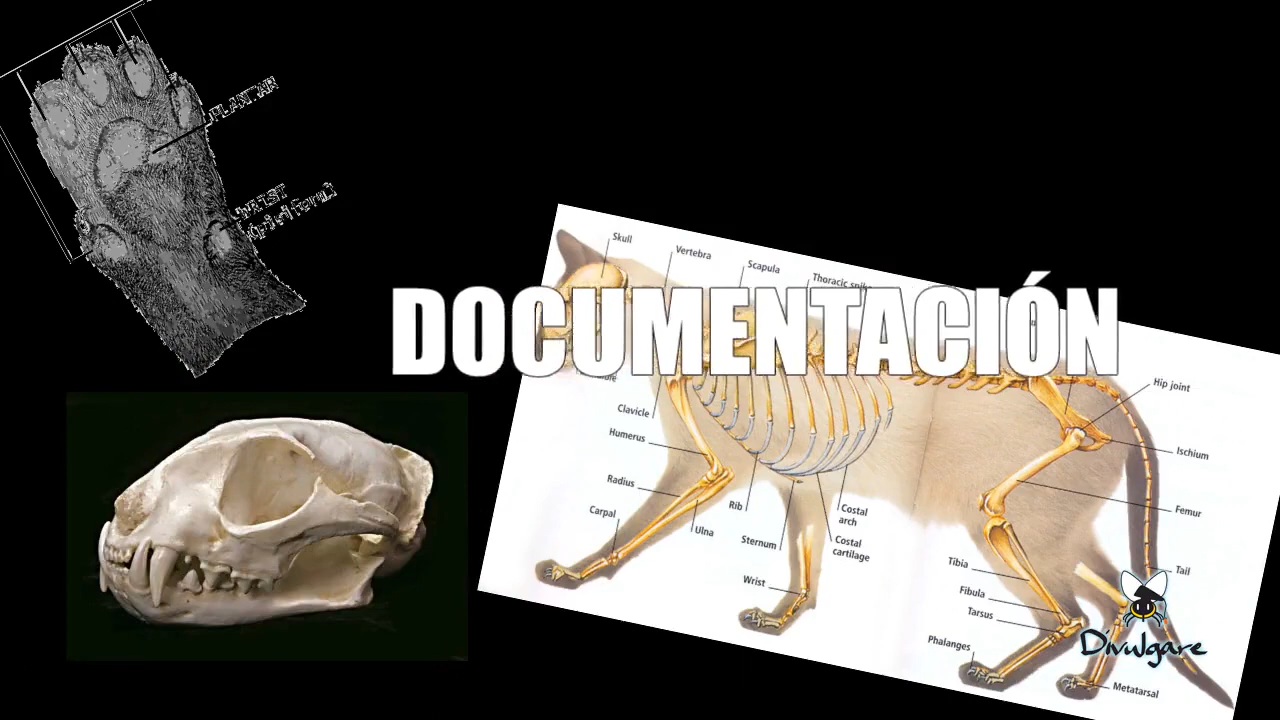 PLANTAR
WRIST
Skull
Vertebra
Scapula
Thoracic
DOCUMENTACIÓN
Hip joint
Clavicle
Humerus
Ischium
Radius
Rib
Costal
arch
Femur
Carpal
Ulna
Sternum
Costal
cartilage
Tibia
Tail
Wrist
Fibula
Tarsus
Phalanges
Metatarsal
Divulgare